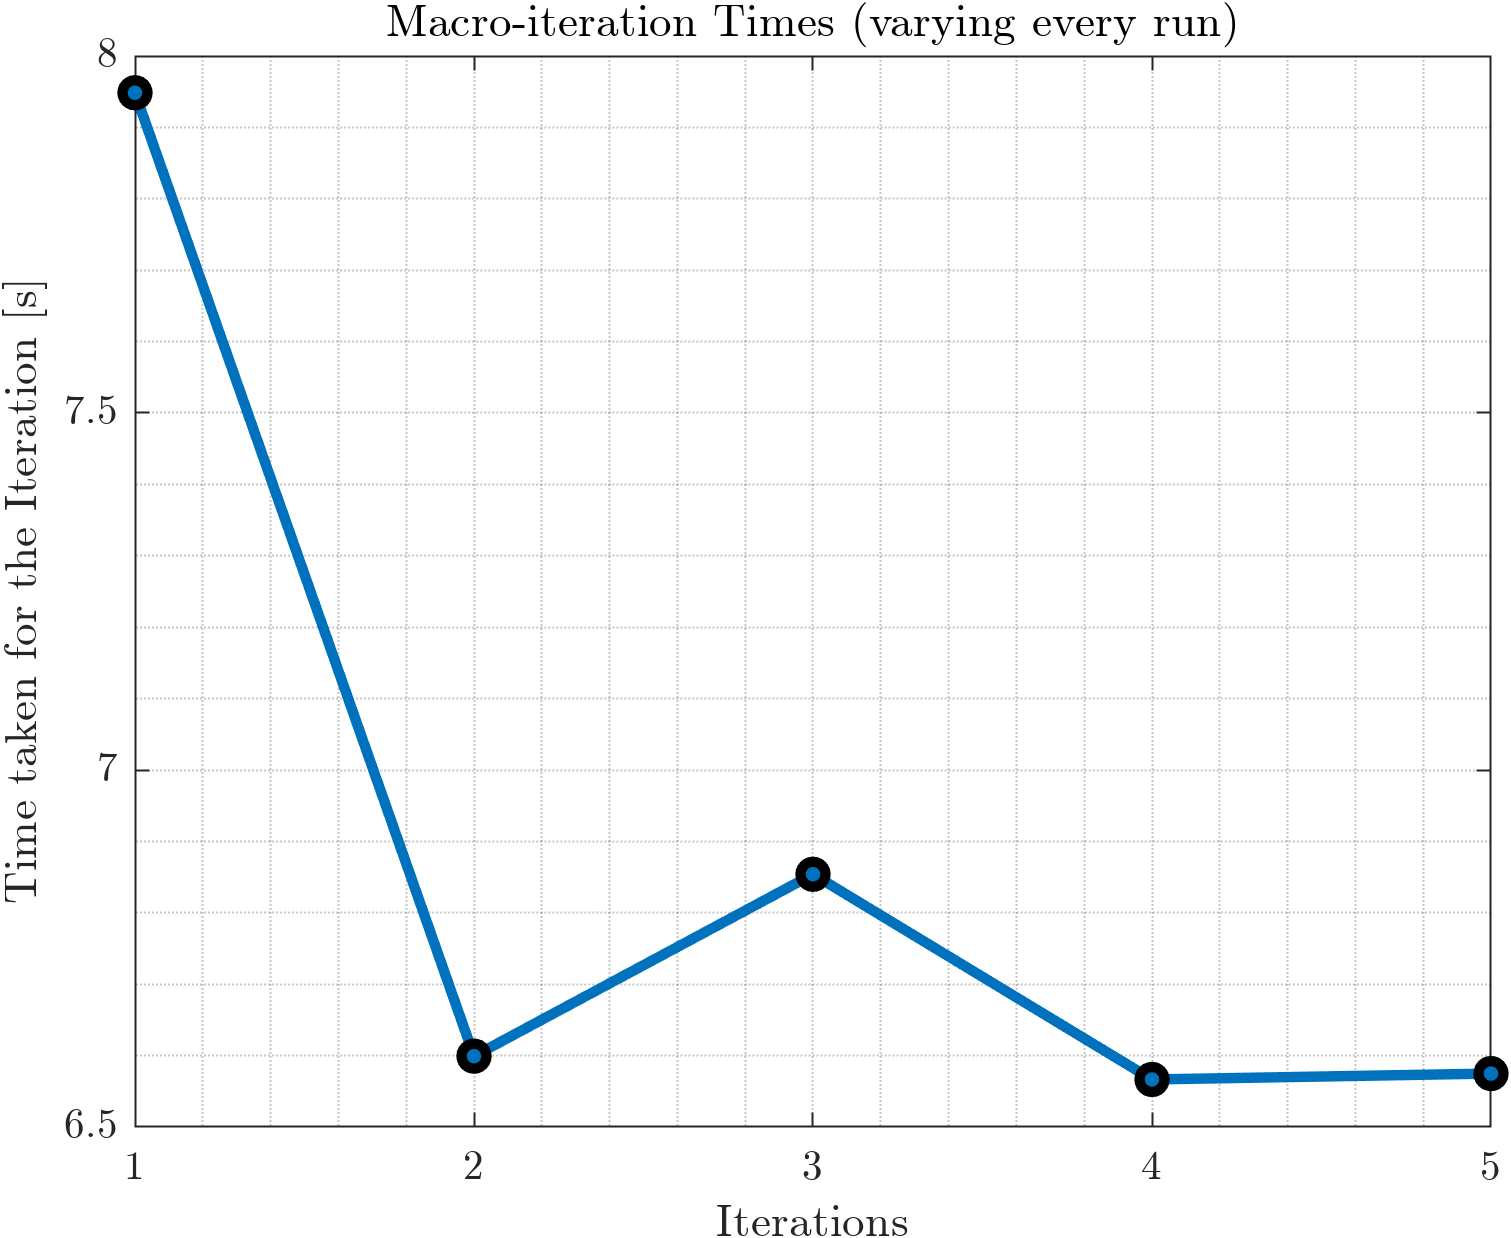 Macro-iteration Times (varying every run)
8
7.5
7
6.5
Time taken for the Iteration [s]
1 2 3 4 5
Iterations